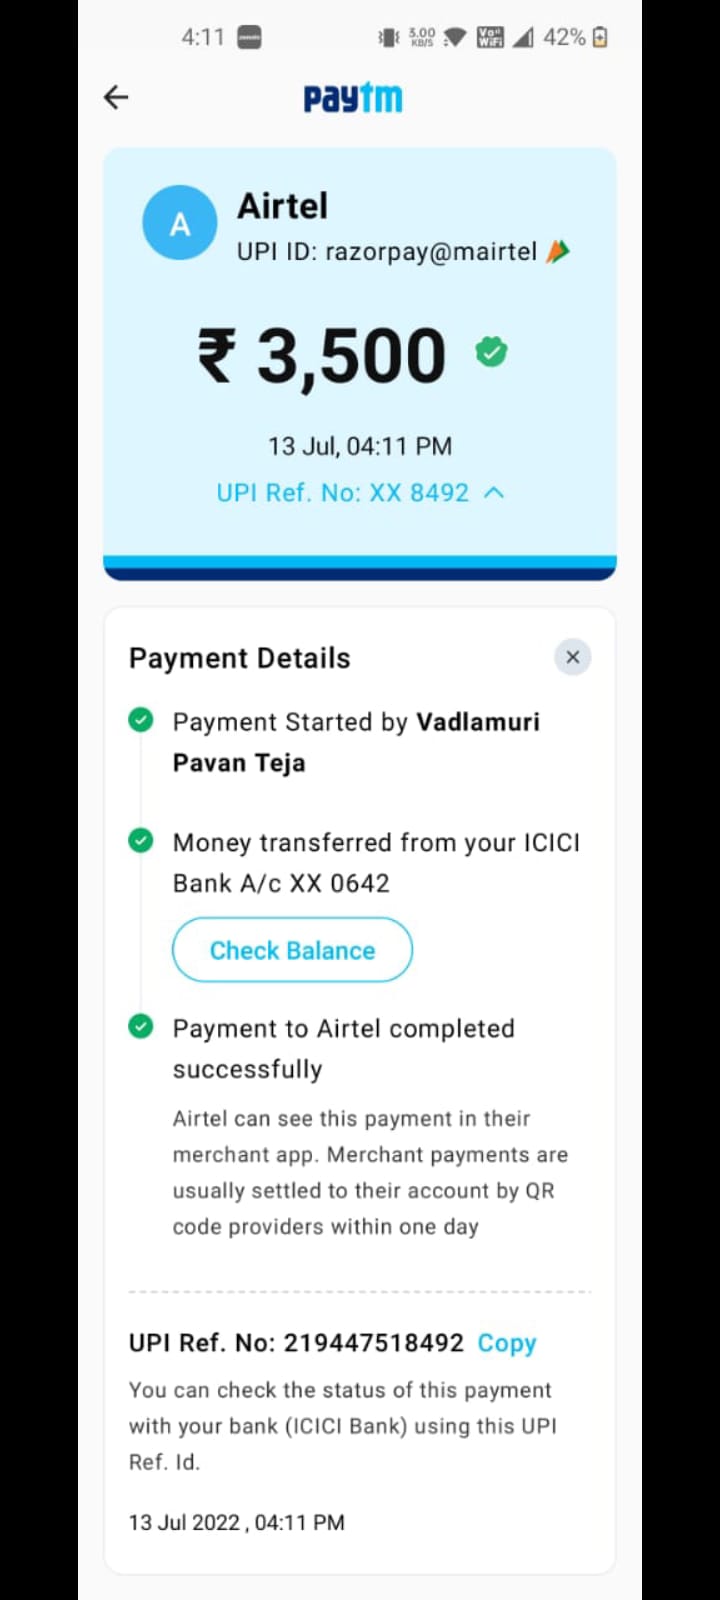 4:11 3.00 KB/S Vo)) WiFi 42%
paytm
A
Airtel
UPI ID: razorpay@mairtel
₹ 3,500
13 Jul, 04:11 PM
UPI Ref. No: XX 8492
Payment Details
Payment Started by Vadlamuri
Pavan Teja
Money transferred from your ICICI
Bank A/c XX 0642
Check Balance
Payment to Airtel completed
successfully
Airtel can see this payment in their
merchant app. Merchant payments are
usually settled to their account by QR
code providers within one day
UPI Ref. No: 219447518492 Copy
You can check the status of this payment
with your bank (ICICI Bank) using this UPI
Ref. Id.
13 Jul 2022 , 04:11 PM